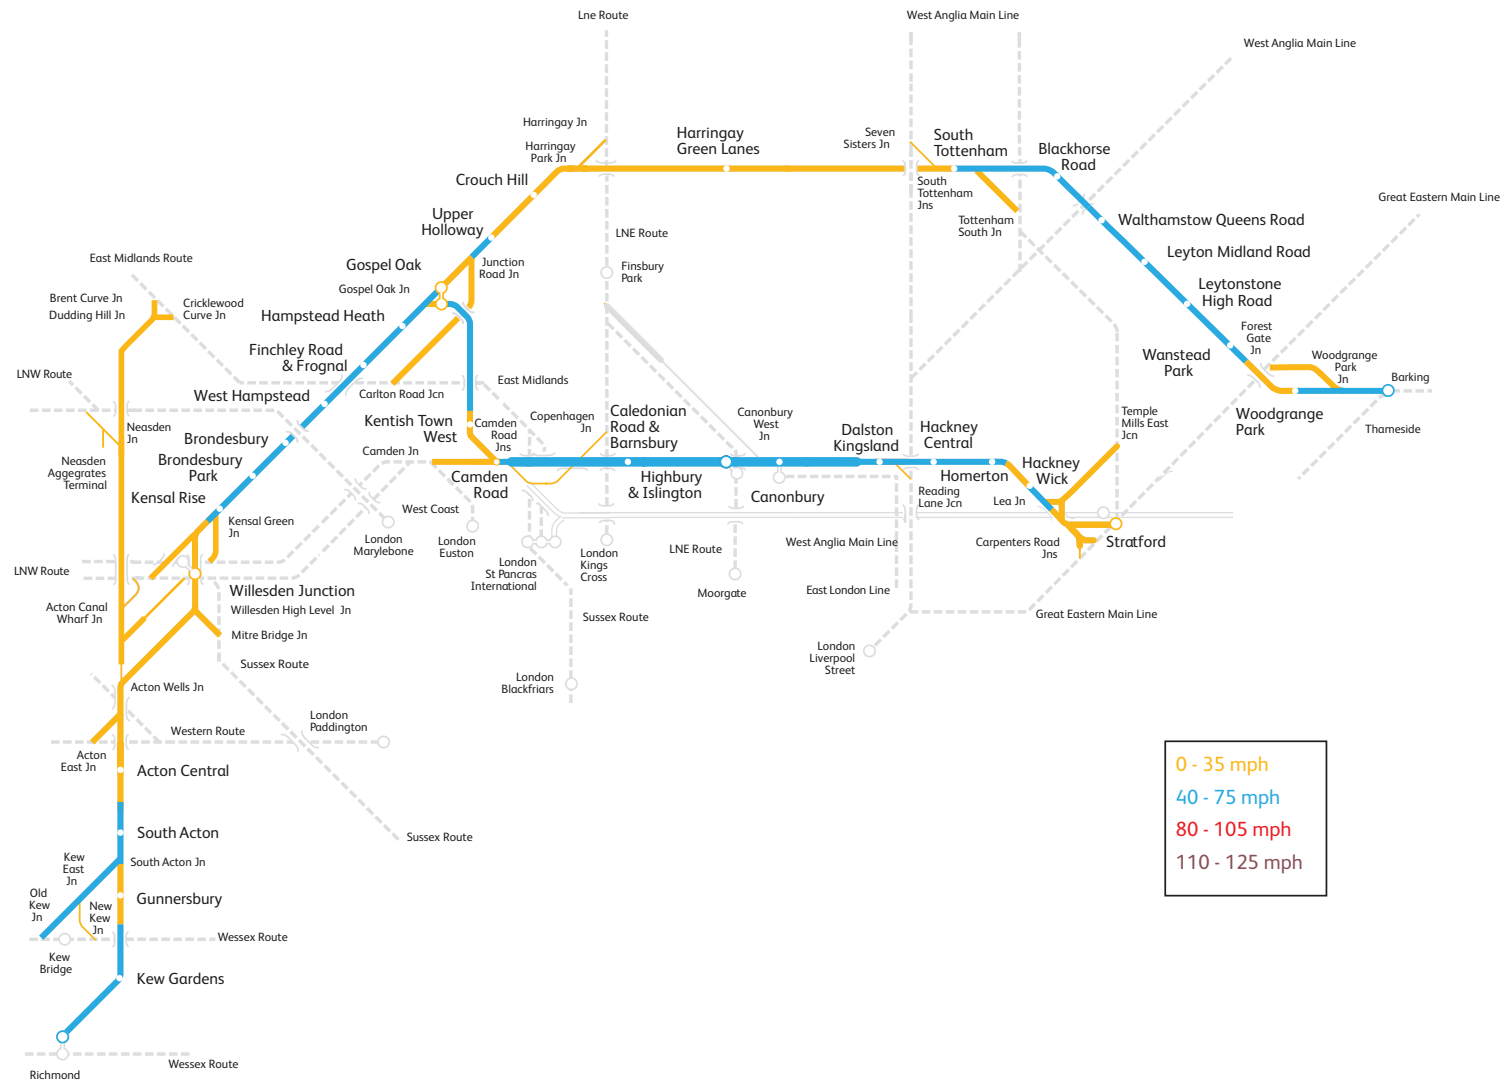 Lne Route
West Anglia Main Line
West Anglia Main Line
Harringay Jn
Harringay
Park Jn
Harringay
Green Lanes
Seven
Sisters Jn
South
Tottenham
Blackhorse
Road
Crouch Hill
South
Tottenham
Jns
Great Eastern Main Line
Upper
Holloway
LNE Route
Tottenham
South Jn
Walthamstow Queens Road
East Midlands Route
Gospel Oak
Junction
Road Jn
Finsbury
Park
Leyton Midland Road
Gospel Oak Jn
Leytonstone
High Road
Brent Curve Jn
Dudding Hill Jn
Cricklewood
Curve Jn
Hampstead Heath
Forest
Gate
Jn
Finchley Road
& Frognal
Wanstead
Park
Woodgrange
Park
Jn
LNW Route
West Hampstead
Carlton Road Jcn
East Midlands
Barking
Kentish Town
West
Camden
Road
Jns
Copenhagen
Jn
Caledonian
Road &
Barnsbury
Canonbury
West
Jn
Dalston
Kingsland
Hackney
Central
Temple
Mills East
Jcn
Woodgrange
Park
Thameside
Neasden
Jn
Brondesbury
Brondesbury
Park
Camden Jn
Neasden
Aggegrates
Terminal
Kensal Rise
Camden
Road
Highbury
& Islington
Canonbury
Homerton
Hackney
Wick
Reading
Lane Jcn
Lea Jn
Kensal Green
Jn
West Coast
London
Marylebone
London
Euston
London
St Pancras
International
London
Kings
Cross
LNE Route
West Anglia Main Line
Carpenters Road
Jns
Stratford
LNW Route
Moorgate
East London Line
Willesden Junction
Acton Canal
Wharf Jn
Willesden High Level  Jn
Sussex Route
Great Eastern Main Line
Mitre Bridge Jn
Sussex Route
London
Liverpool
Street
London
Blackfriars
Acton Wells Jn
London
Paddington
Western Route
Acton
East Jn
Acton Central
0 - 35 mph
40 - 75 mph
80 - 105 mph
110 - 125 mph
South Acton
Sussex Route
Kew
East
Jn
South Acton Jn
Old
Kew
Jn
New
Kew
Jn
Gunnersbury
Wessex Route
Kew
Bridge
Kew Gardens
Wessex Route
Richmond